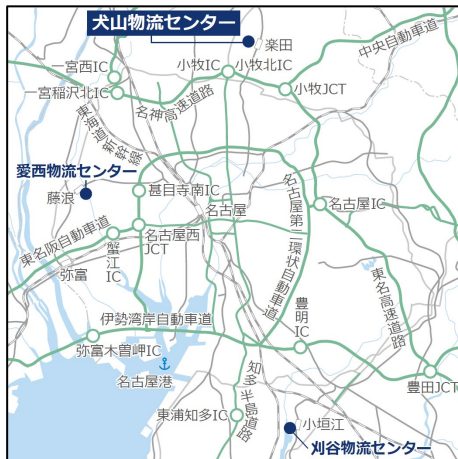 犬山物流センター
楽田
中央自動車道
一宮西IC
小牧IC
小牧北IC
一宮稲沢北IC
小牧JCT
名神高速道路
東海道新幹線
愛西物流センター
甚目寺南IC
藤浪
名古屋
名古屋第二環状自動車道
名古屋IC
東名阪自動車道
名古屋西
JCT
蟹江IC
弥富
東名高速道路
伊勢湾岸自動車道
豊明IC
弥富木曽岬IC
名古屋港
知多半島道路
豊田JCT
東浦知多IC
小垣江
刈谷物流センター